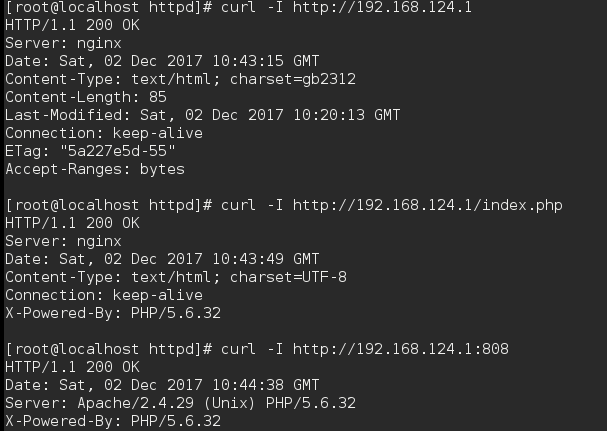 [root@localhost httpd]# curl -I http://192.168.124.1
HTTP/1.1 200 OK
Server: nginx
Date: Sat, 02 Dec 2017 10:43:15 GMT
Content-Type: text/html; charset=gb2312
Content-Length: 85
Last-Modified: Sat, 02 Dec 2017 10:20:13 GMT
Connection: keep-alive
ETag: "5a227e5d-55"
Accept-Ranges: bytes
[root@localhost httpd]# curl -I http://192.168.124.1/index.php
HTTP/1.1 200 OK
Server: nginx
Date: Sat, 02 Dec 2017 10:43:49 GMT
Content-Type: text/html; charset=UTF-8
Connection: keep-alive
X-Powered-By: PHP/5.6.32
[root@localhost httpd]# curl -I http://192.168.124.1:808
HTTP/1.1 200 OK
Date: Sat, 02 Dec 2017 10:44:38 GMT
Server: Apache/2.4.29 (Unix) PHP/5.6.32
X-Powered-By: PHP/5.6.32